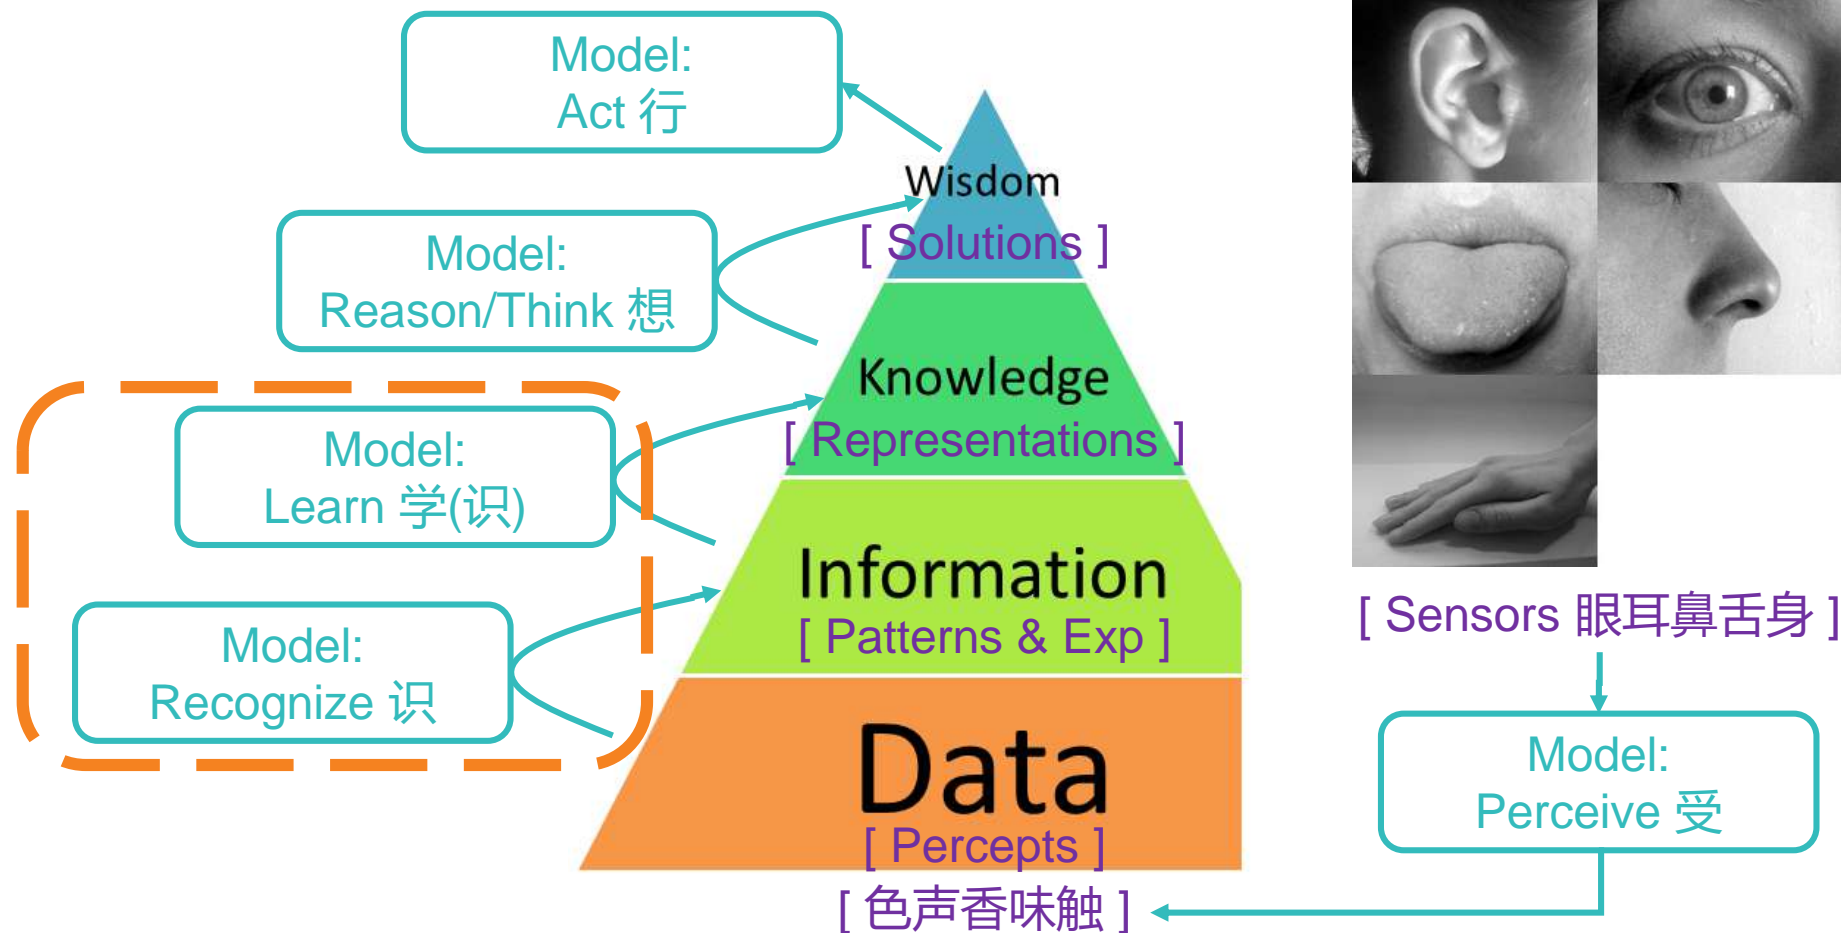 Model:
Act 行
Wisdom
[ Solutions ]
Model:
Reason/Think 想
Knowledge
[ Representations ]
Model:
Learn 学(识)
Information
[ Patterns & Exp ]
Model:
Recognize 识
Data
[ Percepts ]
[ 色声香味触 ]
[ Sensors 眼耳鼻舌身 ]
Model:
Perceive 受